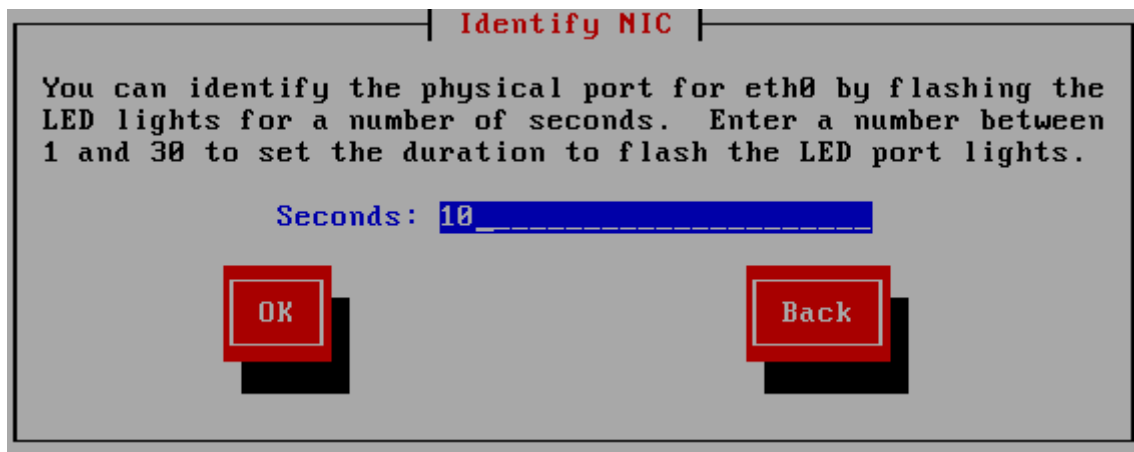 Identify NIC
You can identify the physical port for eth0 by flashing the
LED lights for a number of seconds.  Enter a number between
1 and 30 to set the duration to flash the LED port lights.
Seconds: 10_______________________
OK
Back